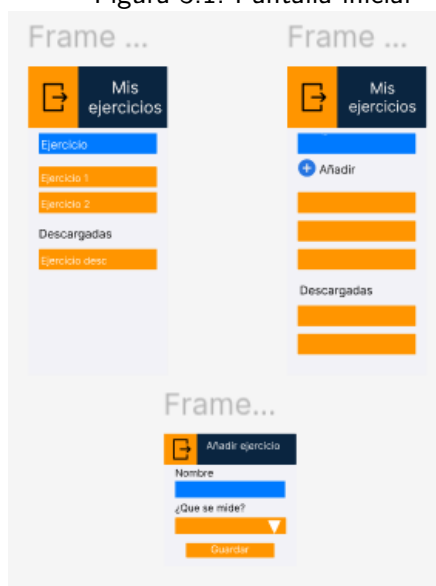 Figura 3.1: Pantalla inicial
Frame ...
Mis
ejercicios
Ejercicio
Ejercicio 1
Ejercicio 2
Descargadas
Ejercicio desc
Frame ...
Mis
ejercicios
Añadir
Descargadas
Frame...
Añadir ejercicio
Nombre
¿Que se mide?
Guardar